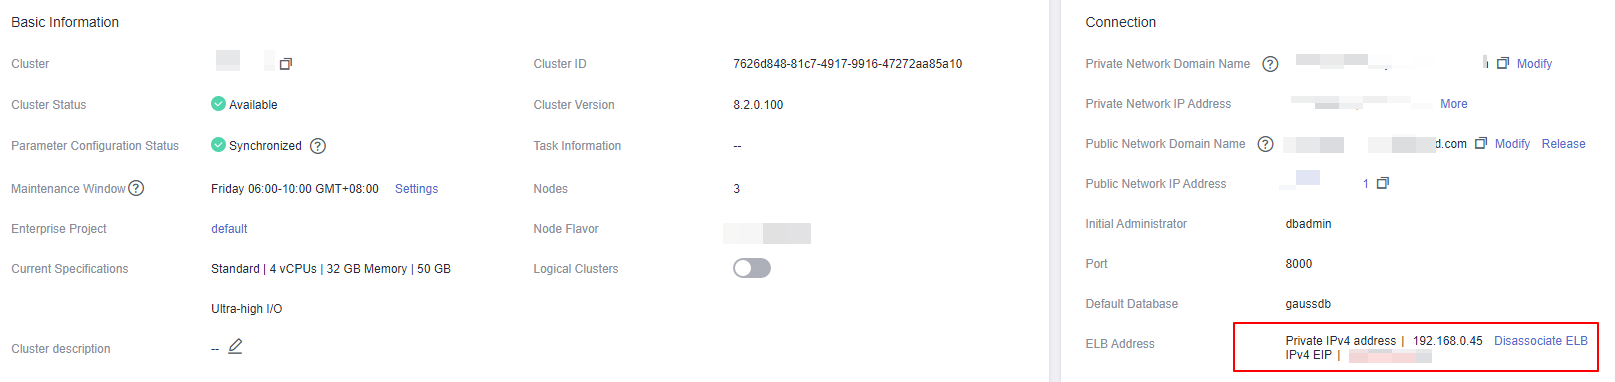 Basic Information
Cluster
Cluster ID 7626d848-81c7-4917-9916-47272aa85a10
Cluster Status Available
Cluster Version 8.2.0.100
Parameter Configuration Status Synchronized
Task Information --
Maintenance Window Friday 06:00-10:00 GMT+08:00 Settings
Nodes 3
Enterprise Project default
Node Flavor
Current Specifications Standard | 4 vCPUs | 32 GB Memory | 50 GB
Ultra-high I/O
Logical Clusters
Cluster description --
Connection
Private Network Domain Name Modify
Private Network IP Address More
Public Network Domain Name d.com Modify Release
Public Network IP Address 1
Initial Administrator dbadmin
Port 8000
Default Database gaussdb
ELB Address Private IPv4 address | 192.168.0.45 Disassociate ELB
IPv4 EIP |